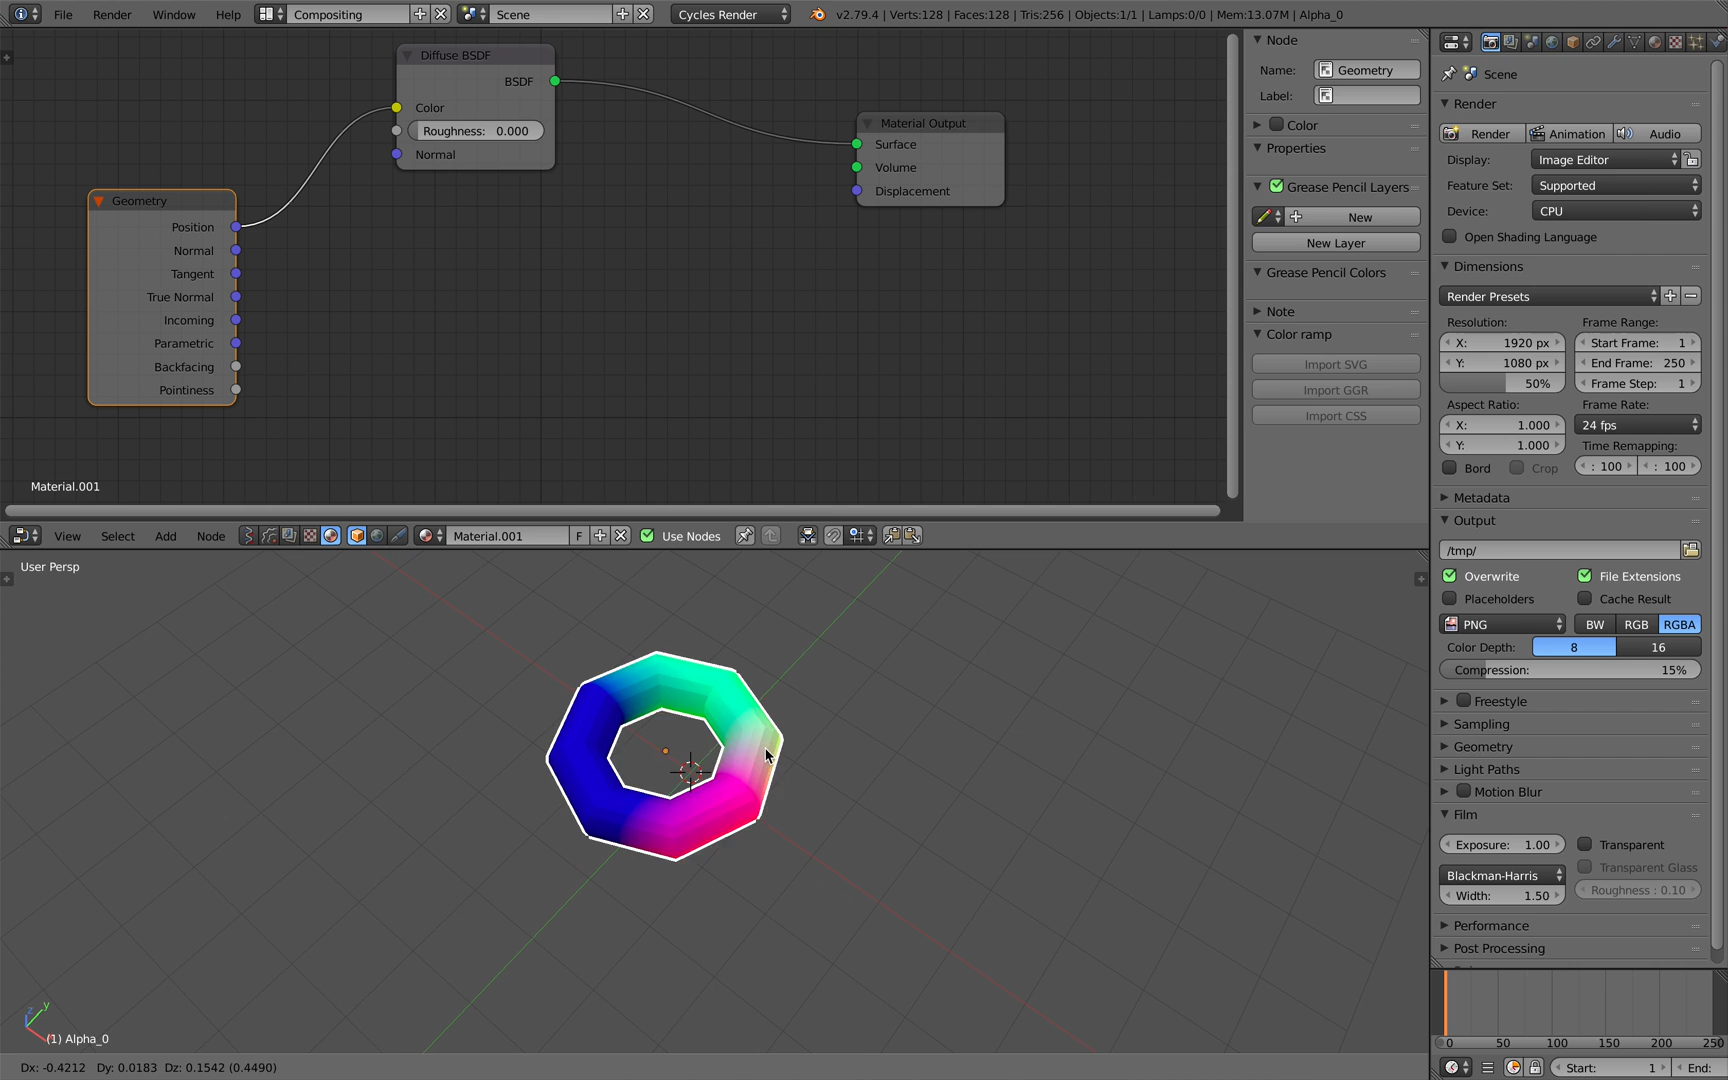 File Render Window Help Compositing Scene Cycles Render v2.79.4 | Verts:128 | Faces:128 | Tris:256 | Objects:1/1 | Lamps:0/0 | Mem:13.07M | Alpha_0
Diffuse BSDF
BSDF
Color
Roughness: 0.000
Normal
Material Output
Surface
Volume
Displacement
Geometry
Position
Normal
Tangent
True Normal
Incoming
Parametric
Backfacing
Pointiness
Material.001
Node
Name: Geometry
Label:
Color
Properties
Grease Pencil Layers
New
New Layer
Grease Pencil Colors
Note
Color ramp
Import SVG
Import GGR
Import CSS
View Select Add Node Material.001 F Use Nodes
User Persp
z y
(1) Alpha_0
Dx: -0.4212 Dy: 0.0183 Dz: 0.1542 (0.4490)
Scene
Render
Render Animation Audio
Display: Image Editor
Feature Set: Supported
Device: CPU
Open Shading Language
Dimensions
Render Presets
Resolution: Frame Range:
X: 1920 px Start Frame: 1
Y: 1080 px End Frame: 250
50% Frame Step: 1
Aspect Ratio: Frame Rate:
X: 1.000 24 fps
Y: 1.000 Time Remapping:
Bord Crop : 100 : 100
Metadata
Output
/tmp/
Overwrite File Extensions
Placeholders Cache Result
PNG BW RGB RGBA
Color Depth: 8 16
Compression: 15%
Freestyle
Sampling
Geometry
Light Paths
Motion Blur
Film
Exposure: 1.00 Transparent
Transparent Glass
Blackman-Harris Roughness : 0.10
Width: 1.50
Performance
Post Processing
0 50 100 150 200 250
Start: 1 End: